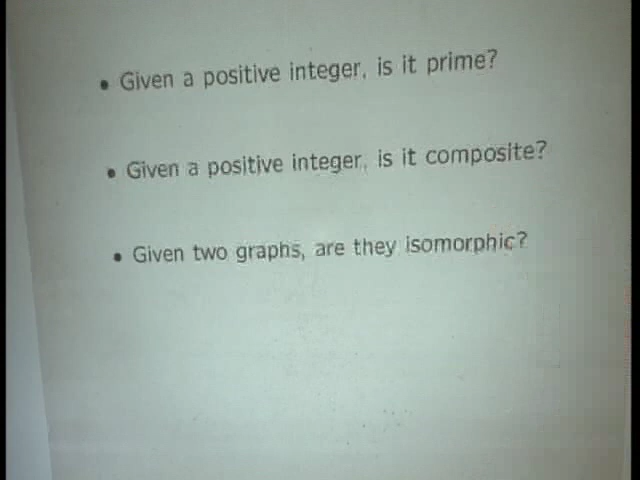 • Given a positive integer, is it prime?
• Given a positive integer, is it composite?
• Given two graphs, are they isomorphic?